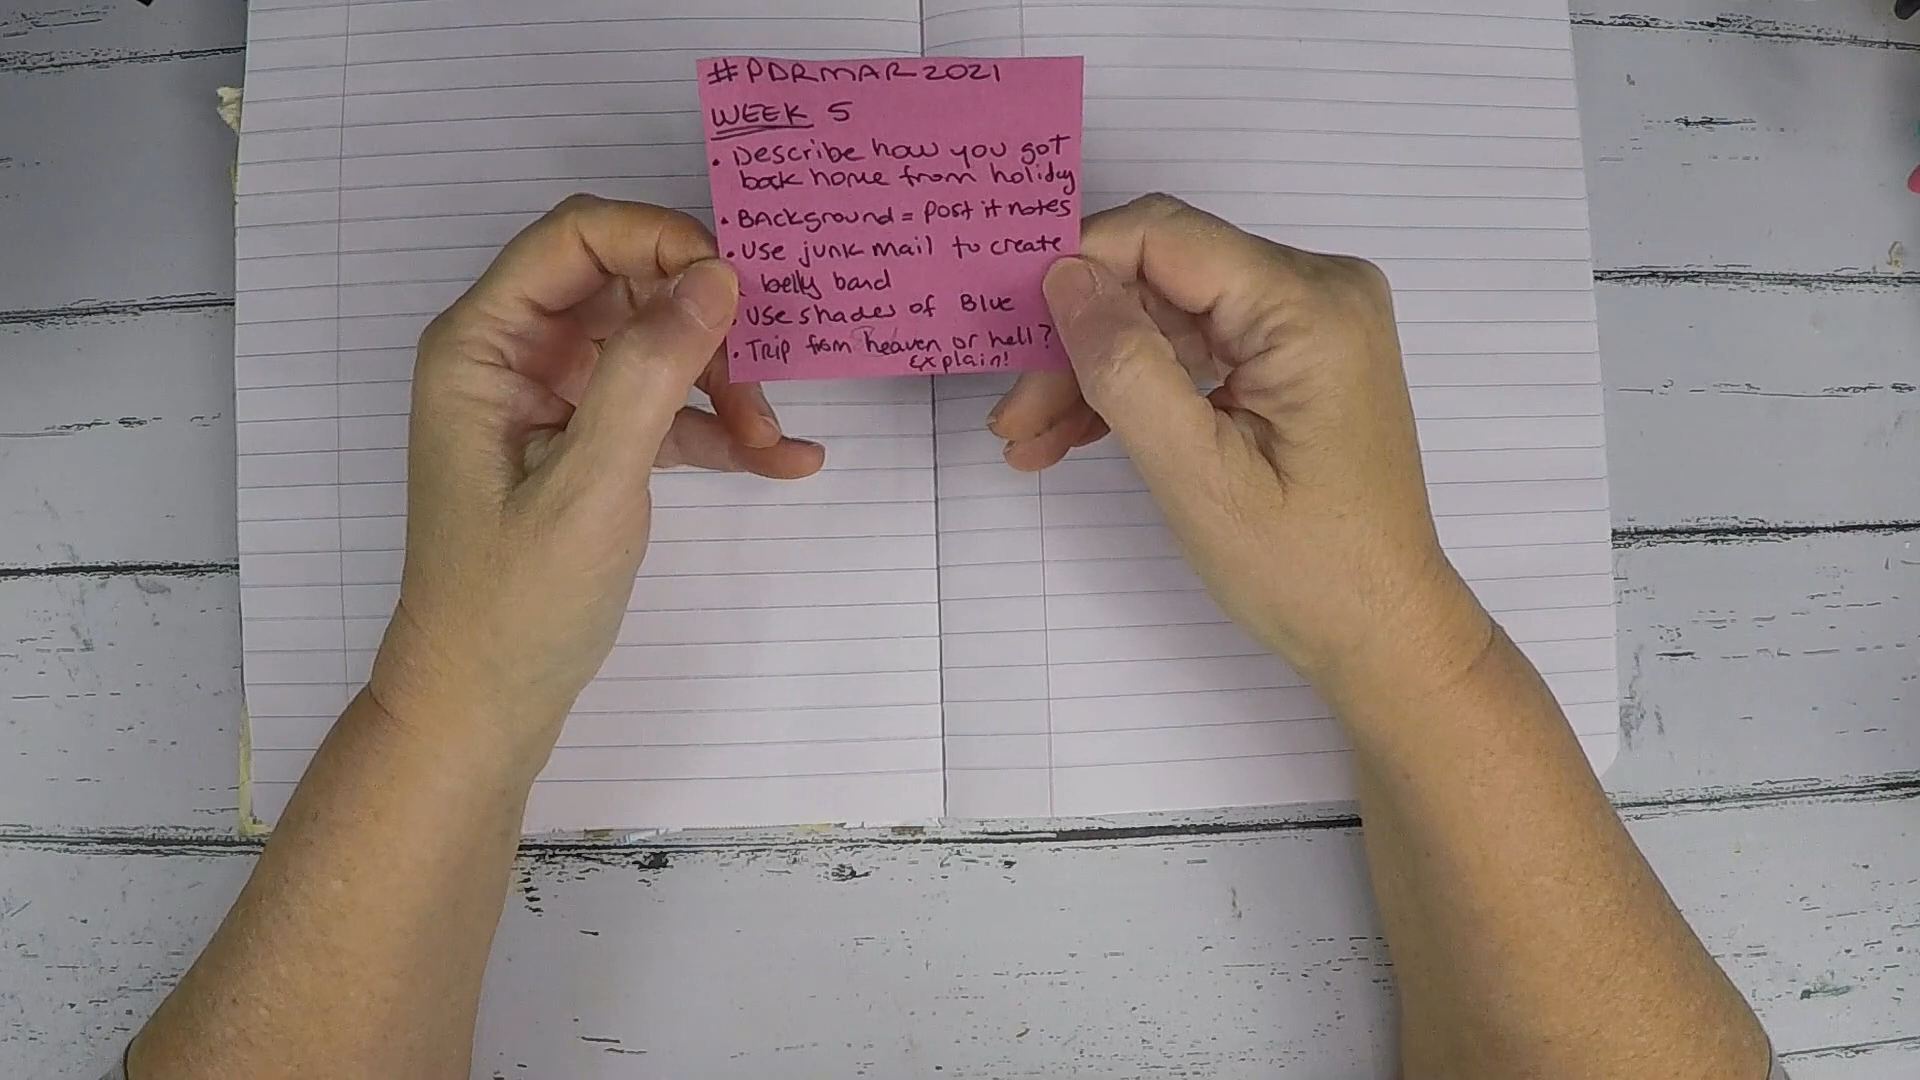 #PDRMAR2021
WEEK 5
• Describe how you got
back home from holiday
• BAckground = Post it notes
• Use junk mail to create
belly band
• Use shades of Blue
• Trip from heaven or hell?
Explain!